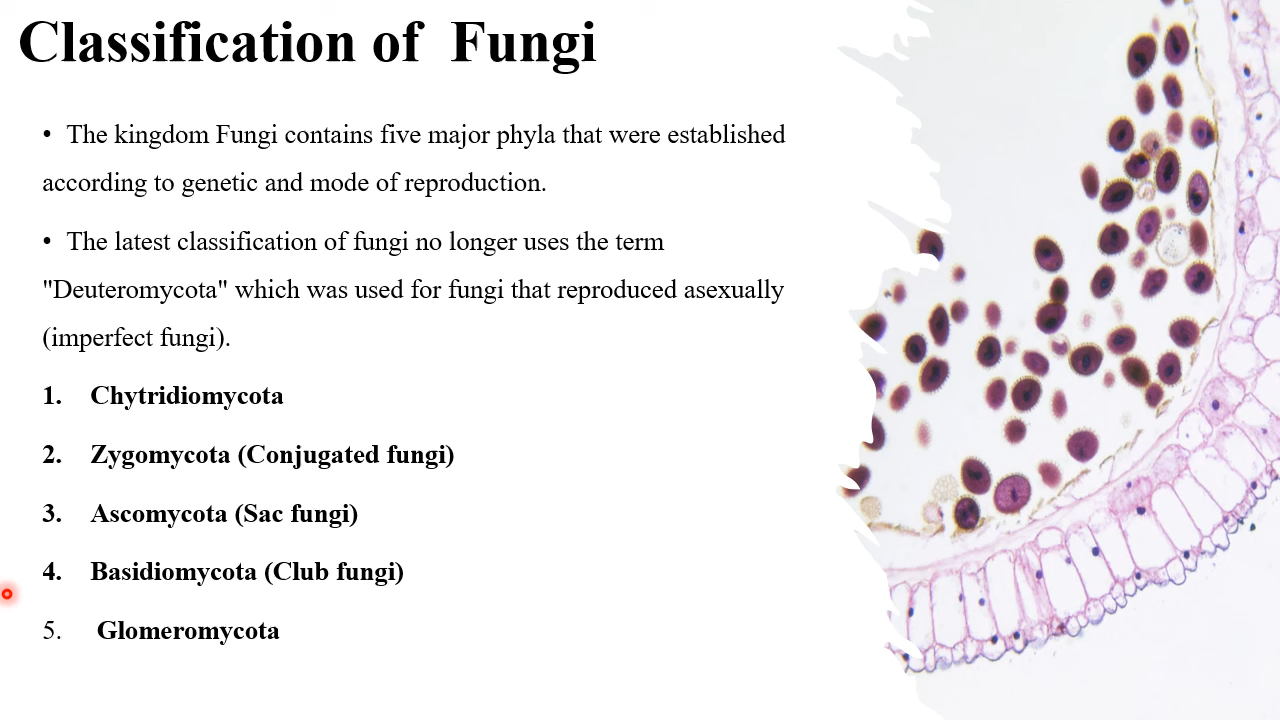 Classification of  Fungi
• The kingdom Fungi contains five major phyla that were established
according to genetic and mode of reproduction.
• The latest classification of fungi no longer uses the term
"Deuteromycota" which was used for fungi that reproduced asexually
(imperfect fungi).
1. Chytridiomycota
2. Zygomycota (Conjugated fungi)
3. Ascomycota (Sac fungi)
4. Basidiomycota (Club fungi)
5. Glomeromycota